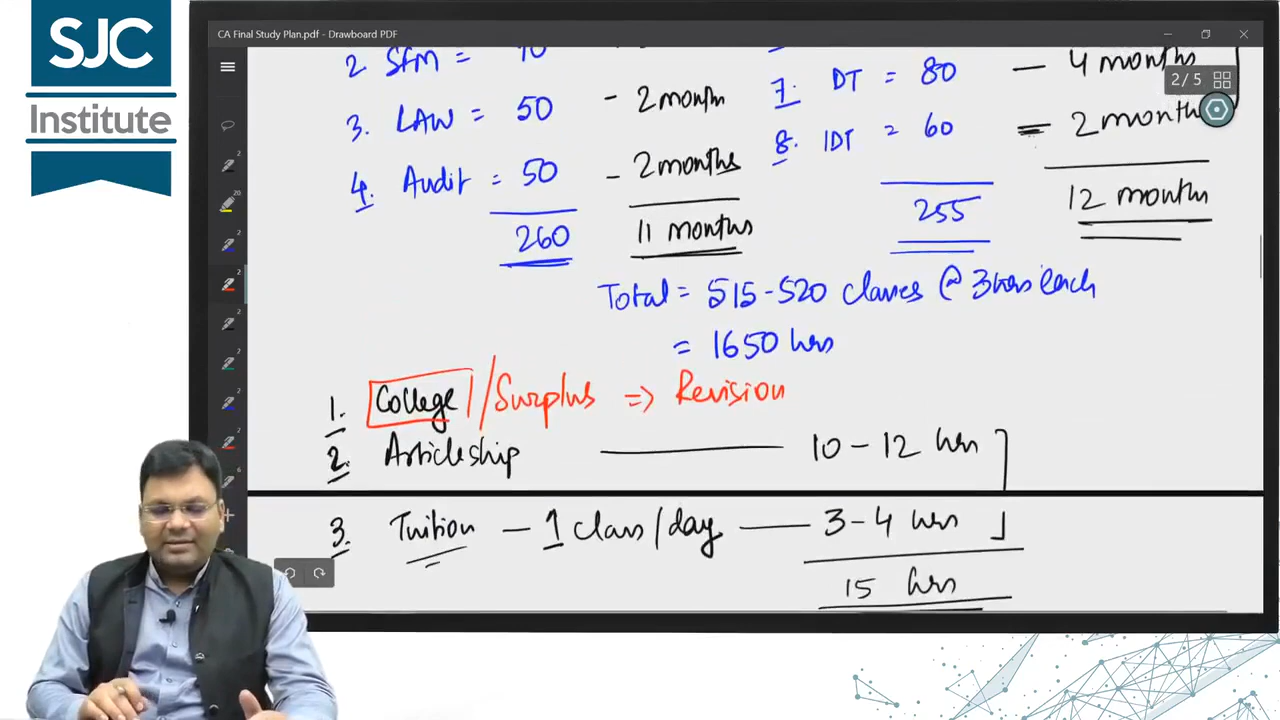 SJC
Institute
CA Final Study Plan.pdf - Drawboard PDF
2/5
2 SFM =
3. LAW = 50 - 2 month
4. Audit = 50 - 2 months
260 11 months
7. DT = 80 — 4 months
8. IDT = 60 — 2 month
255 12 months
Total = 515-520 classes @ 3 hrs each
= 1650 hrs
1. College / Surplus => Revision
2. Articleship —— 10-12 hrs
3. Tuition — 1 class/day —— 3-4 hrs
15 hrs